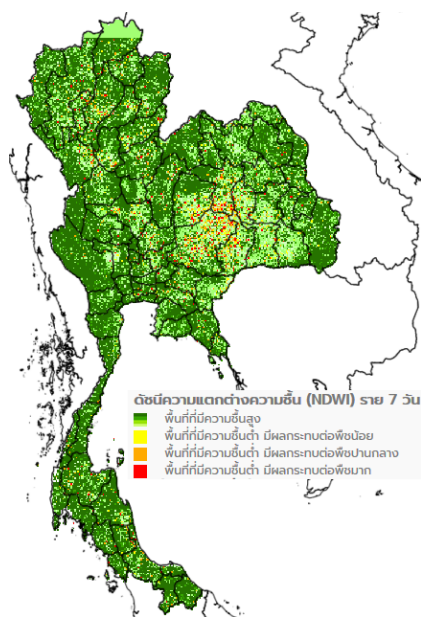 ดัชนีความแตกต่างความชื้น (NDWI) ราย 7 วัน
พื้นที่ที่มีความชื้นสูง
พื้นที่ที่มีความชื้นต่ำ มีผลกระทบต่อพืชน้อย
พื้นที่ที่มีความชื้นต่ำ มีผลกระทบต่อพืชปานกลาง
พื้นที่ที่มีความชื้นต่ำ มีผลกระทบต่อพืชมาก